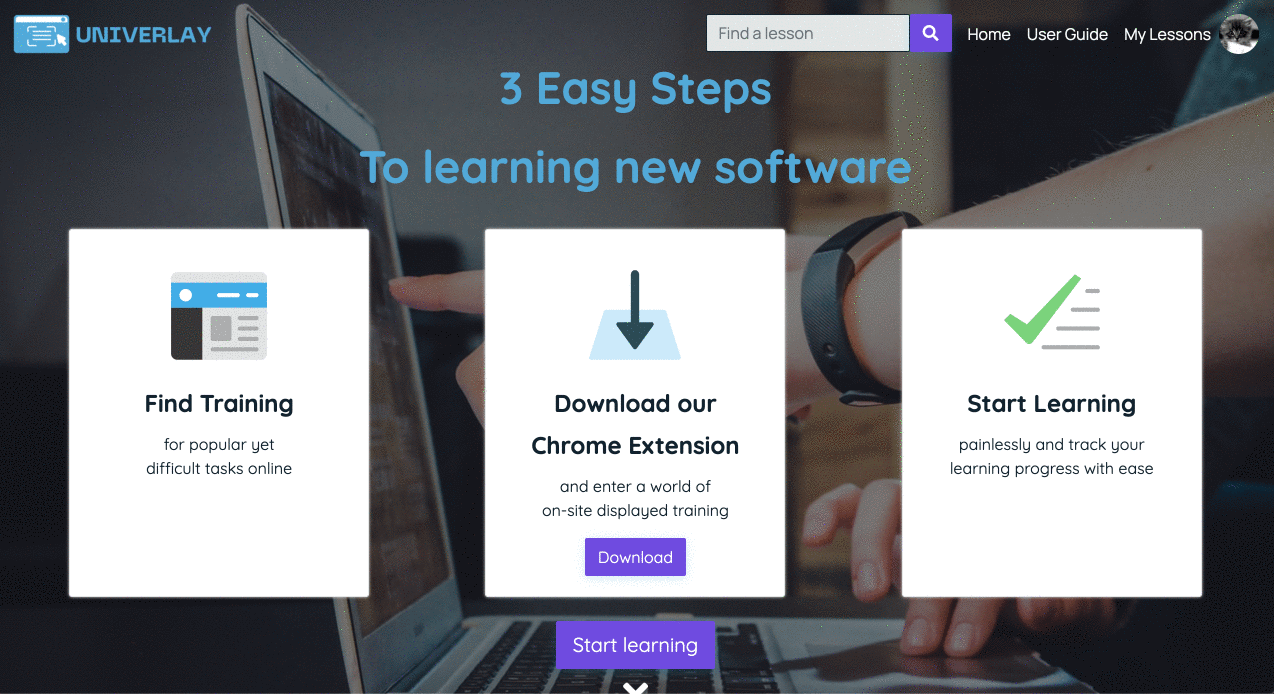 UNIVERLAY
Find a lesson
Home
User Guide
My Lessons
3 Easy Steps
To learning new software
Find Training
for popular yet
difficult tasks online
Download our
Chrome Extension
and enter a world of
on-site displayed training
Download
Start Learning
painlessly and track your
learning progress with ease
Start learning